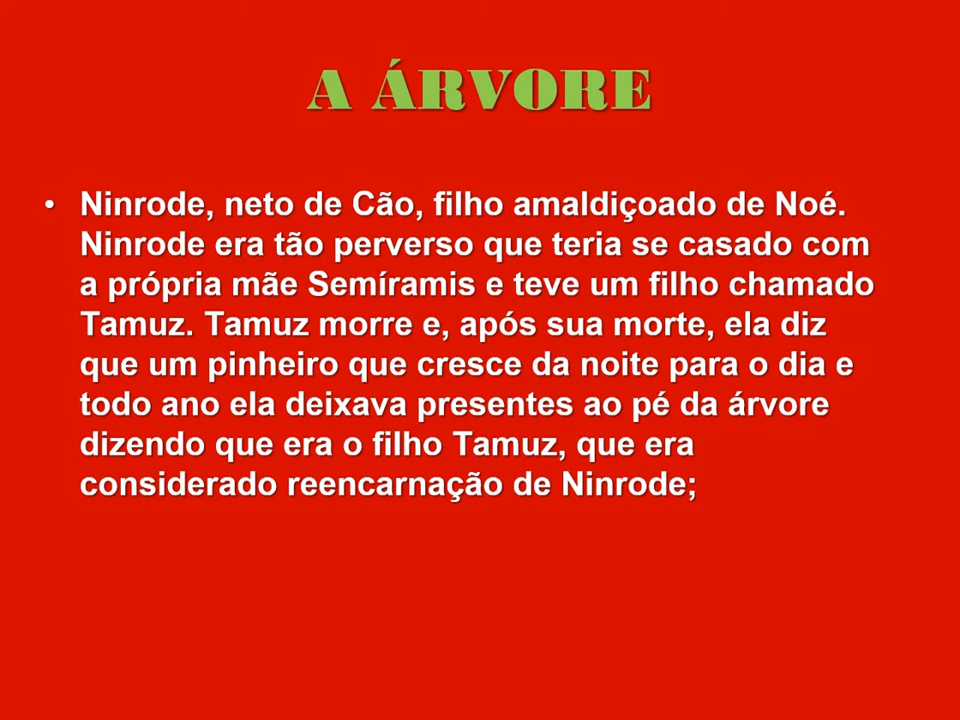 A ÁRVORE
• Ninrode, neto de Cão, filho amaldiçoado de Noé.
Ninrode era tão perverso que teria se casado com
a própria mãe Semíramis e teve um filho chamado
Tamuz. Tamuz morre e, após sua morte, ela diz
que um pinheiro que cresce da noite para o dia e
todo ano ela deixava presentes ao pé da árvore
dizendo que era o filho Tamuz, que era
considerado reencarnação de Ninrode;